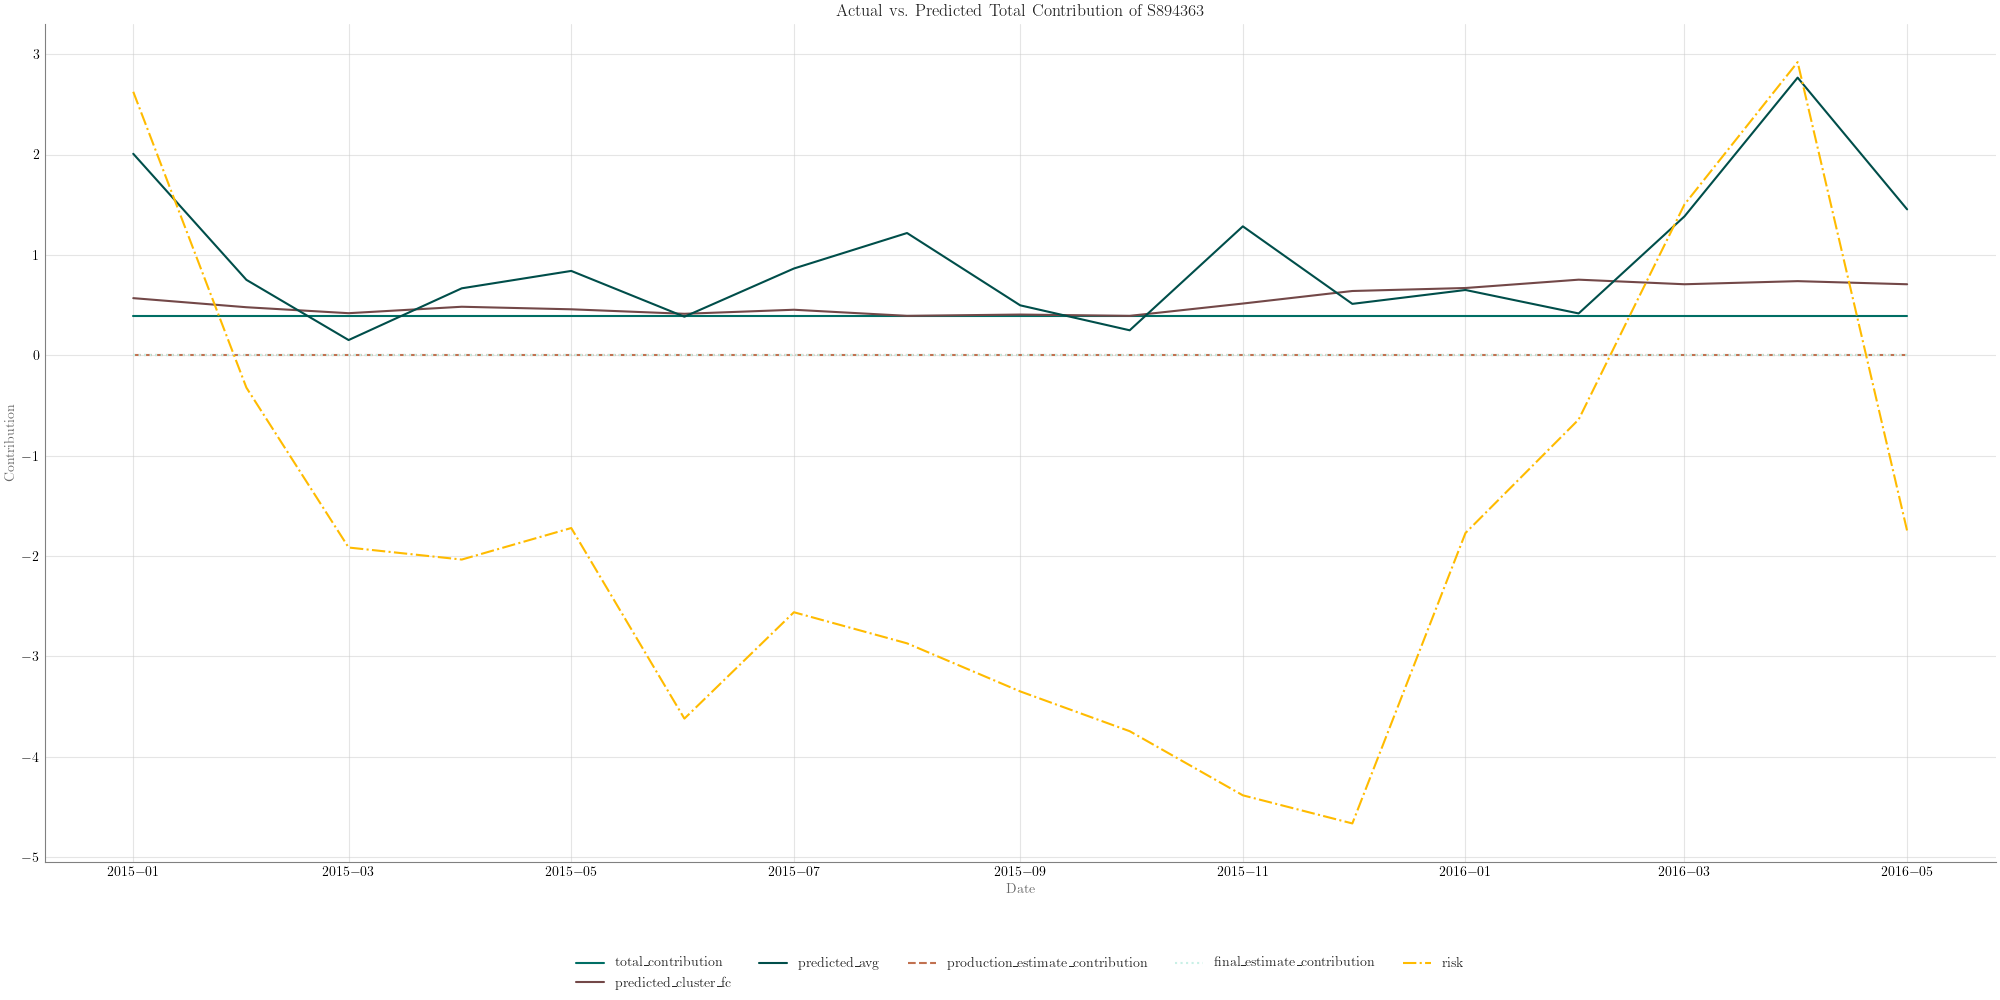 Actual vs. Predicted Total Contribution of S894363
3
2
1
0
−1
−2
−3
−4
−5
Contribution
2015−01 2015−03 2015−05 2015−07 2015−09 2015−11 2016−01 2016−03 2016−05
Date
total_contribution predicted_avg production_estimate_contribution final_estimate_contribution risk
predicted_cluster_fc